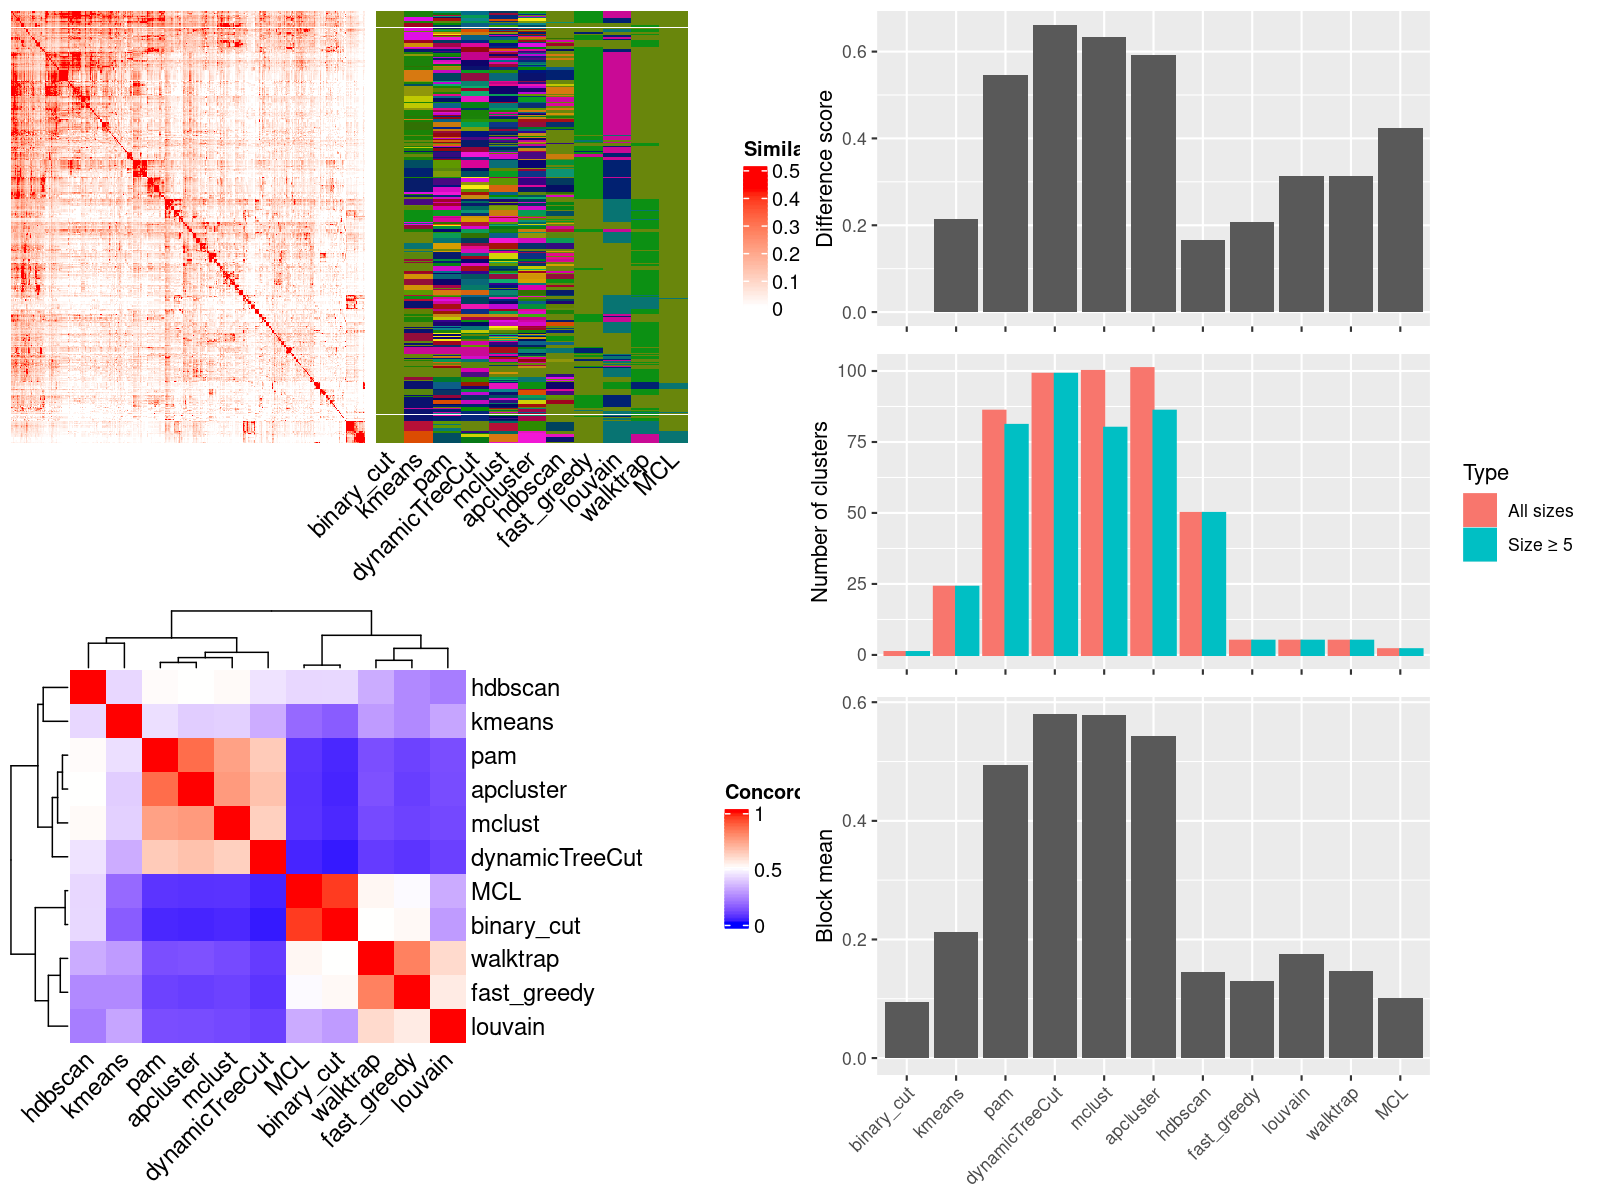 Simila
0.5
0.4
0.3
0.2
0.1
0
binary_cut
kmeans
pam
dynamicTreeCut
mclust
apcluster
hdbscan
fast_greedy
louvain
walktrap
MCL
hdbscan
kmeans
pam
apcluster
mclust
dynamicTreeCut
MCL
binary_cut
walktrap
fast_greedy
louvain
hdbscan
kmeans
pam
apcluster
mclust
dynamicTreeCut
MCL
binary_cut
walktrap
fast_greedy
louvain
Concord
1
0.5
0
Difference score
0.6
0.4
0.2
0.0
Number of clusters
100
75
50
25
0
Type
All sizes
Size ≥ 5
Block mean
0.6
0.4
0.2
0.0
binary_cut
kmeans
pam
dynamicTreeCut
mclust
apcluster
hdbscan
fast_greedy
louvain
walktrap
MCL